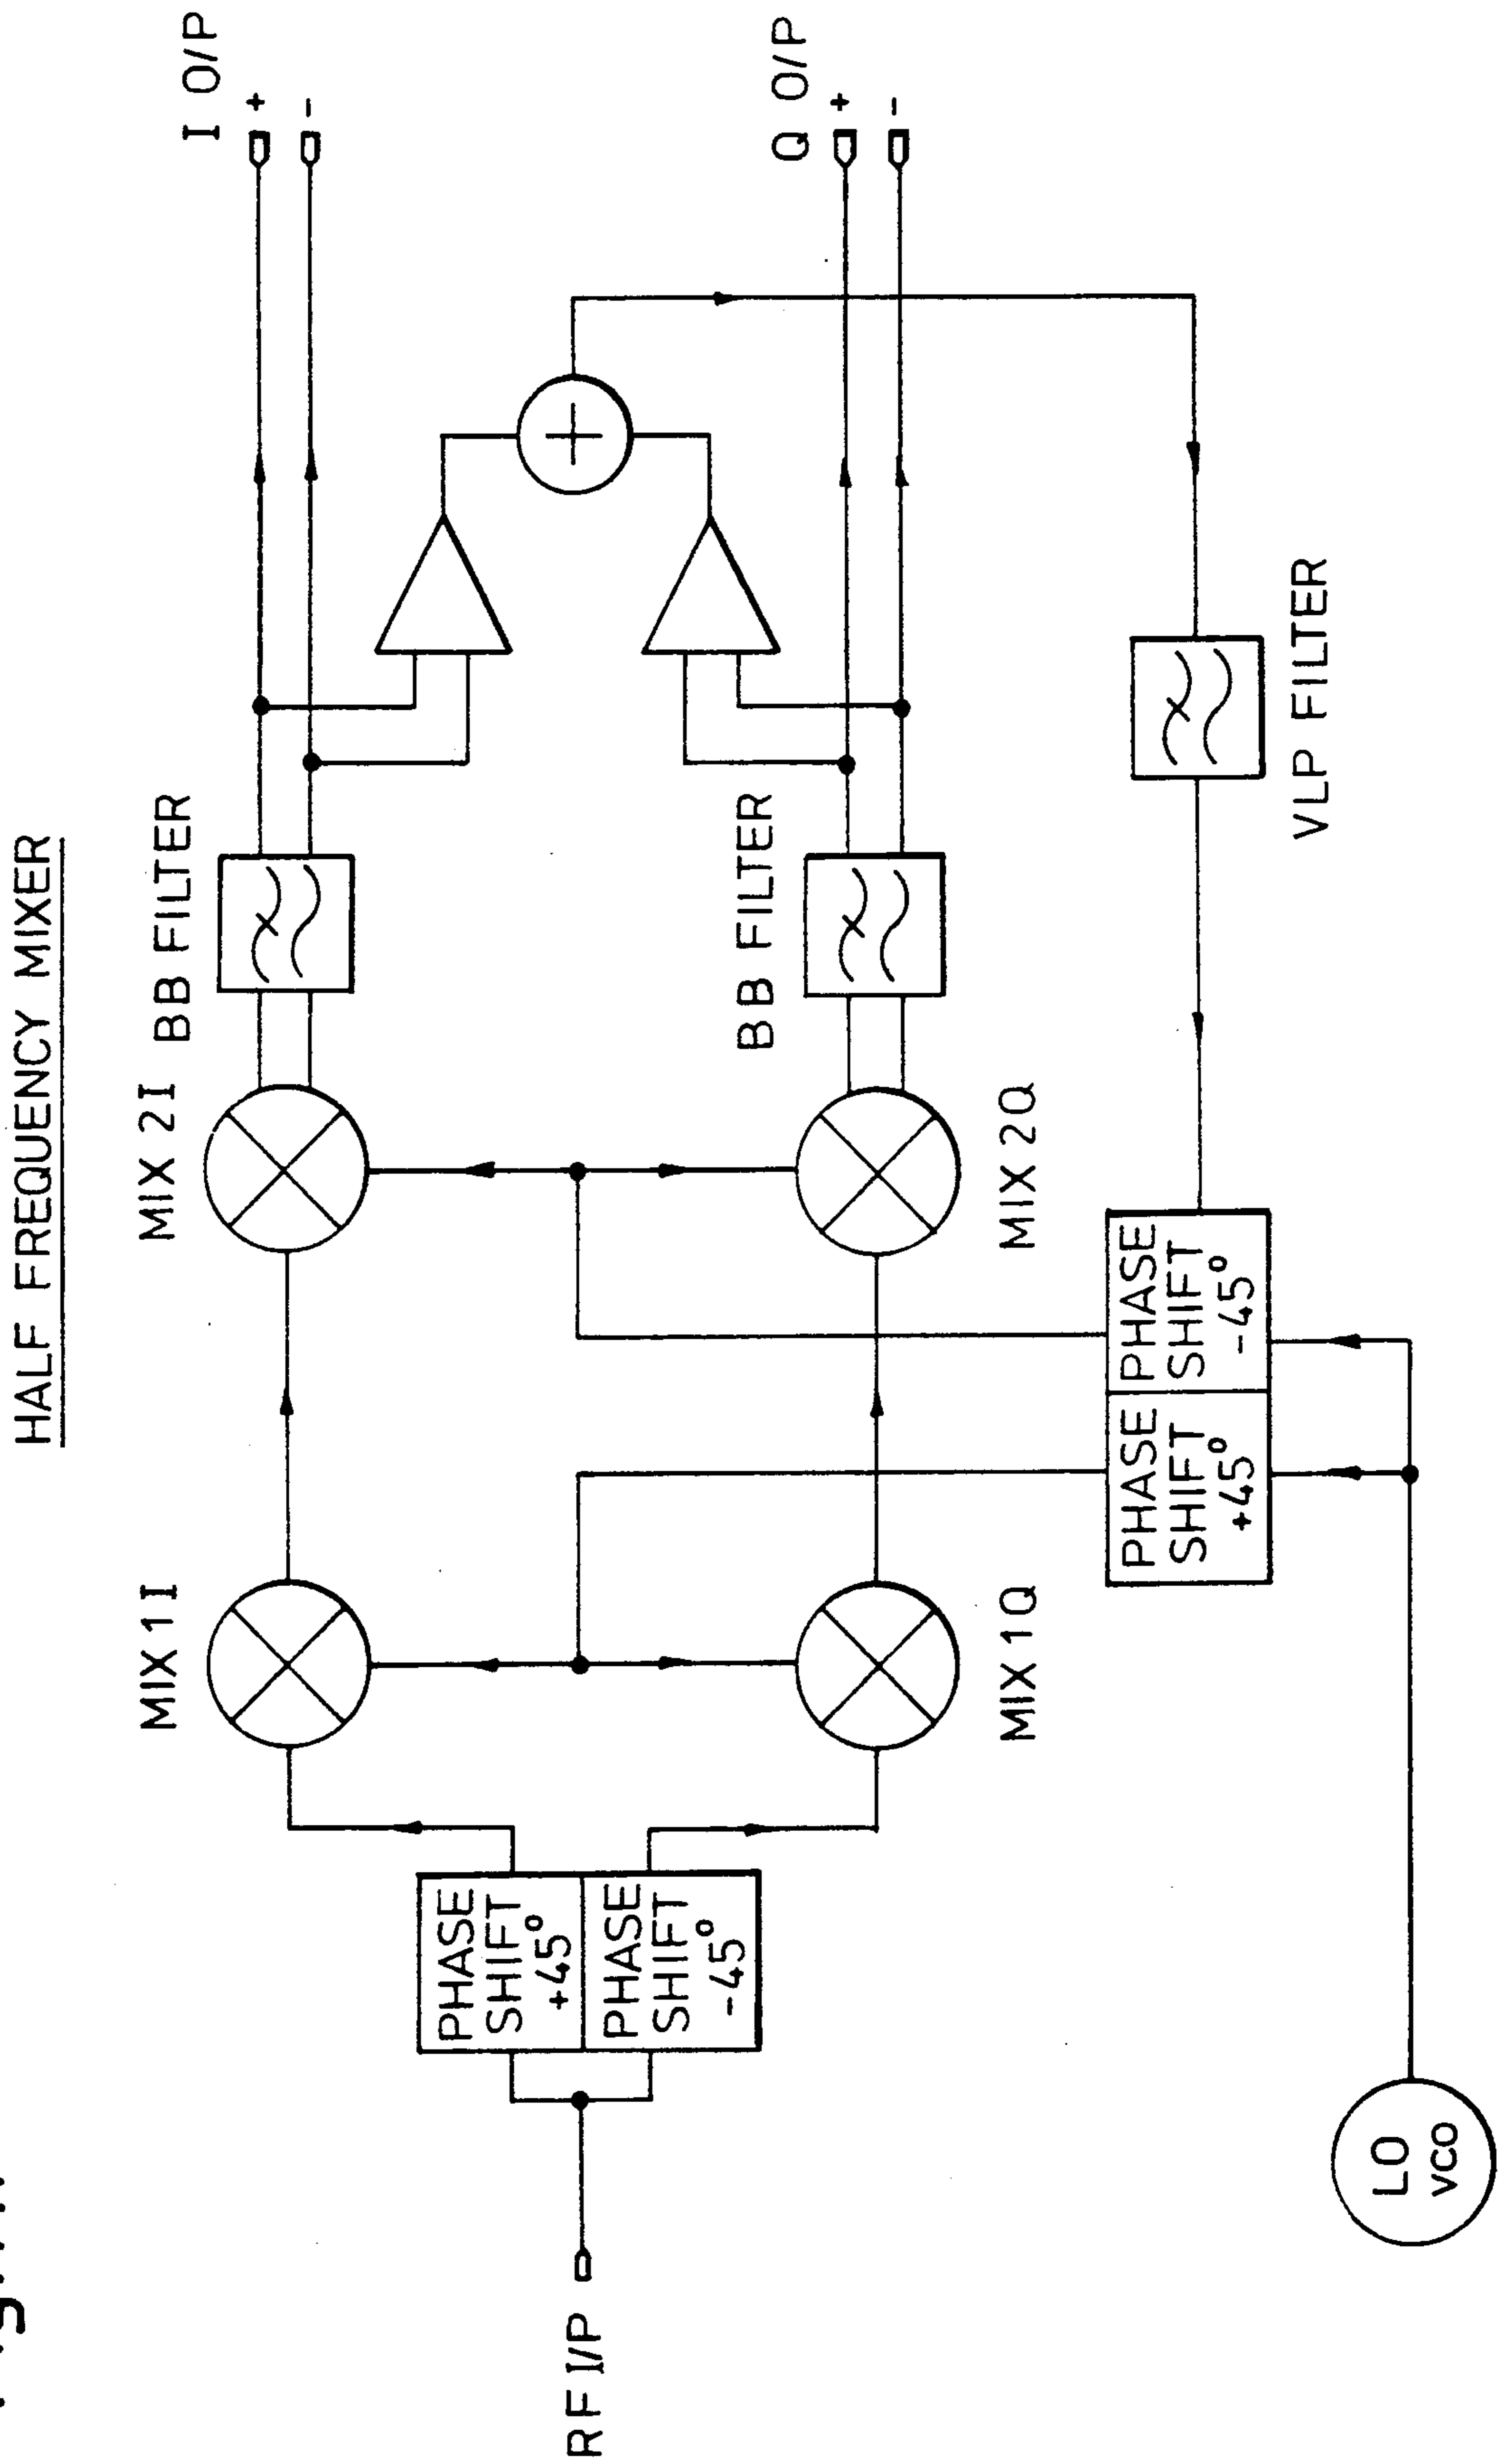 HALF FREQUENCY MIXER
I O/P
+
-
MIX 1I
MIX 2I
BB FILTER
RF I/P
PHASE
SHIFT
+45°
PHASE
SHIFT
-45°
+
BB FILTER
Q O/P
+
-
MIX 1Q
MIX 2Q
PHASE
SHIFT
+45°
PHASE
SHIFT
-45°
VLP FILTER
LO
VCO